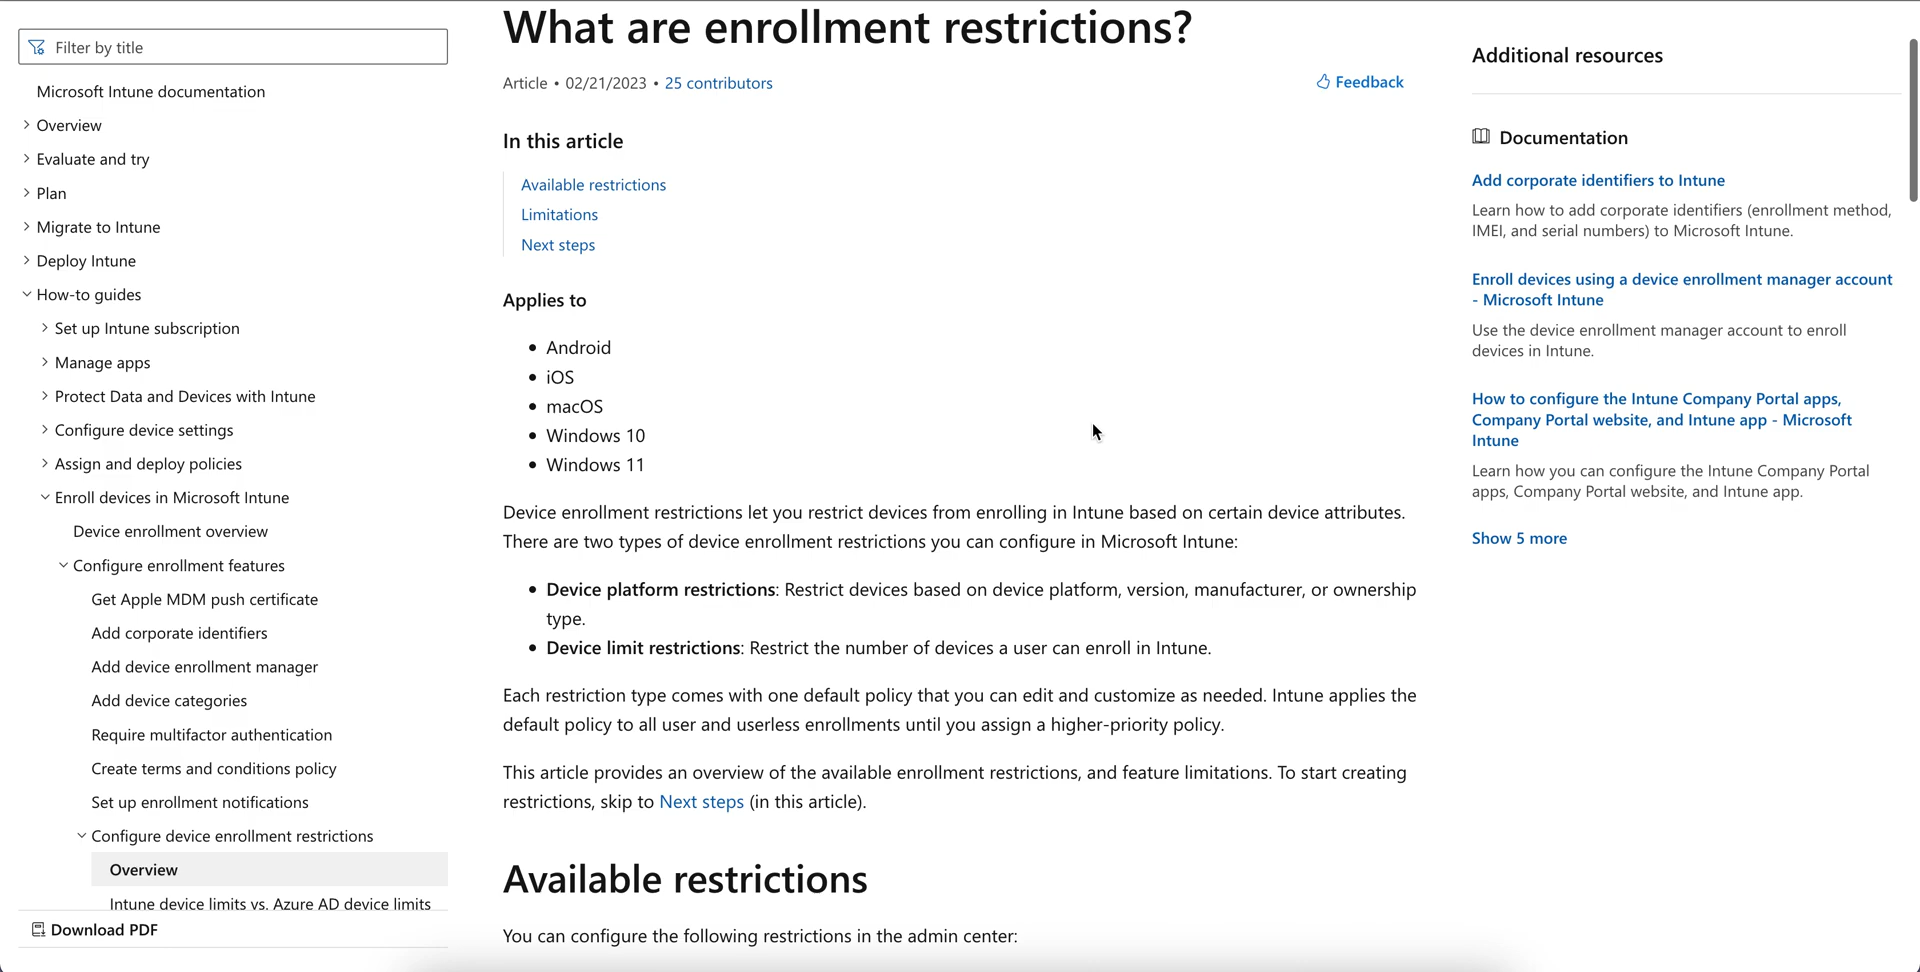 Filter by title
Microsoft Intune documentation
Overview
Evaluate and try
Plan
Migrate to Intune
Deploy Intune
How-to guides
Set up Intune subscription
Manage apps
Protect Data and Devices with Intune
Configure device settings
Assign and deploy policies
Enroll devices in Microsoft Intune
Device enrollment overview
Configure enrollment features
Get Apple MDM push certificate
Add corporate identifiers
Add device enrollment manager
Add device categories
Require multifactor authentication
Create terms and conditions policy
Set up enrollment notifications
Configure device enrollment restrictions
Overview
Intune device limits vs. Azure AD device limits
Download PDF
What are enrollment restrictions?
Article • 02/21/2023 • 25 contributors
Feedback
In this article
Available restrictions
Limitations
Next steps
Applies to
• Android
• iOS
• macOS
• Windows 10
• Windows 11
Device enrollment restrictions let you restrict devices from enrolling in Intune based on certain device attributes.
There are two types of device enrollment restrictions you can configure in Microsoft Intune:
• Device platform restrictions: Restrict devices based on device platform, version, manufacturer, or ownership
type.
• Device limit restrictions: Restrict the number of devices a user can enroll in Intune.
Each restriction type comes with one default policy that you can edit and customize as needed. Intune applies the
default policy to all user and userless enrollments until you assign a higher-priority policy.
This article provides an overview of the available enrollment restrictions, and feature limitations. To start creating
restrictions, skip to Next steps (in this article).
Available restrictions
You can configure the following restrictions in the admin center:
Additional resources
Documentation
Add corporate identifiers to Intune
Learn how to add corporate identifiers (enrollment method,
IMEI, and serial numbers) to Microsoft Intune.
Enroll devices using a device enrollment manager account
- Microsoft Intune
Use the device enrollment manager account to enroll
devices in Intune.
How to configure the Intune Company Portal apps,
Company Portal website, and Intune app - Microsoft
Intune
Learn how you can configure the Intune Company Portal
apps, Company Portal website, and Intune app.
Show 5 more